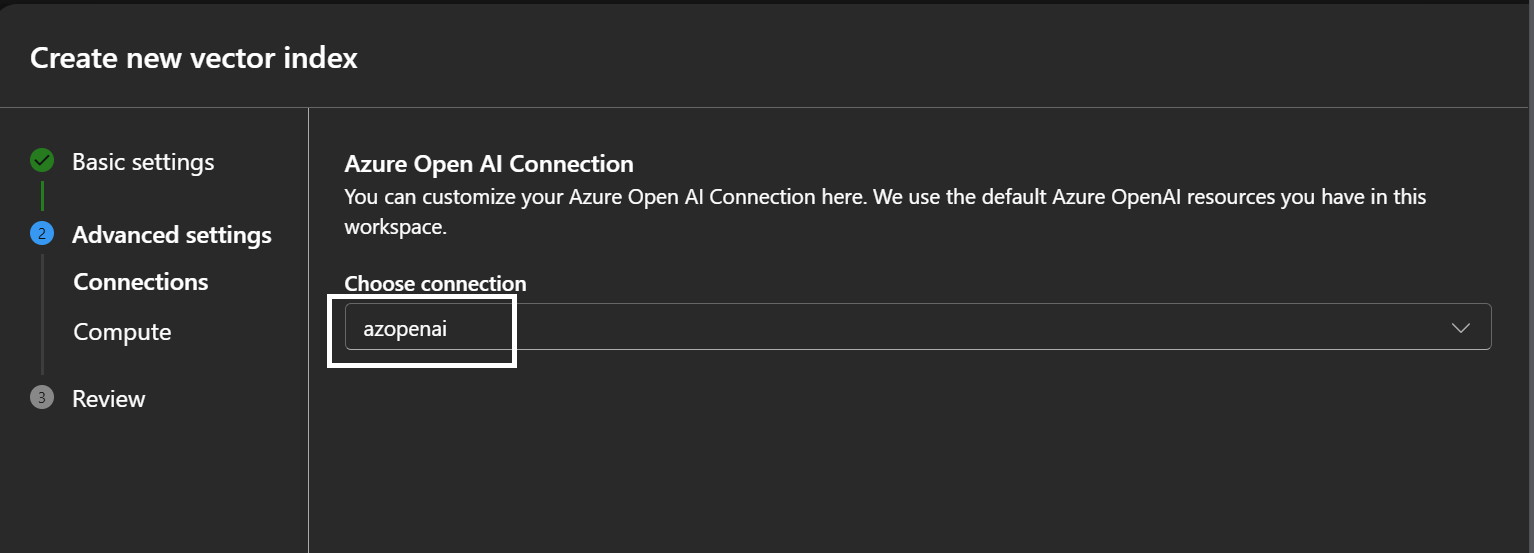 Create new vector index
Basic settings
2
Advanced settings
Connections
Compute
3
Review
Azure Open AI Connection
You can customize your Azure Open AI Connection here. We use the default Azure OpenAI resources you have in this
workspace.
Choose connection
azopenai